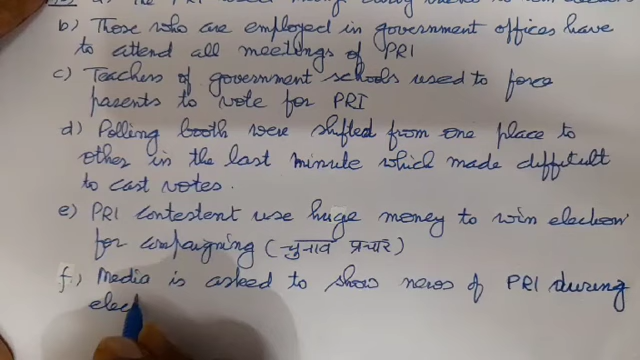 b) Those who are employed in government offices have
to attend all meetings of PRI
c) Teachers of government schools used to force
parents to vote for PRI
d) Polling booth were shifted from one place to
other in the last minute which made diffitult
to cast votes.
e) PRI contestent use huge money to win election
for campaigning (चुनाव प्रचार)
f.) Media is asked to show news of PRI during
elec